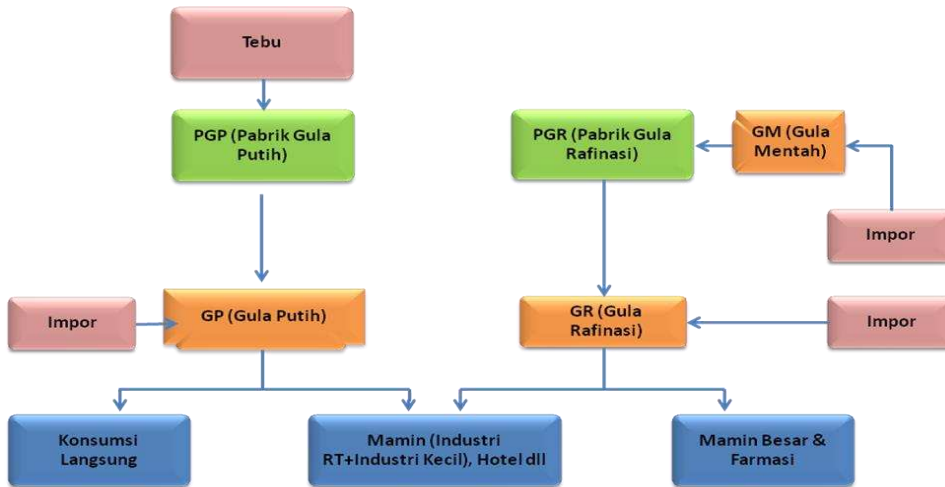 Tebu
PGP (Pabrik Gula
Putih)
PGR (Pabrik Gula
Rafinasi)
GM (Gula
Mentah)
Impor
Impor
GP (Gula Putih)
GR (Gula
Rafinasi)
Impor
Konsumsi
Langsung
Mamin (Industri
RT+Industri Kecil), Hotel dll
Mamin Besar &
Farmasi